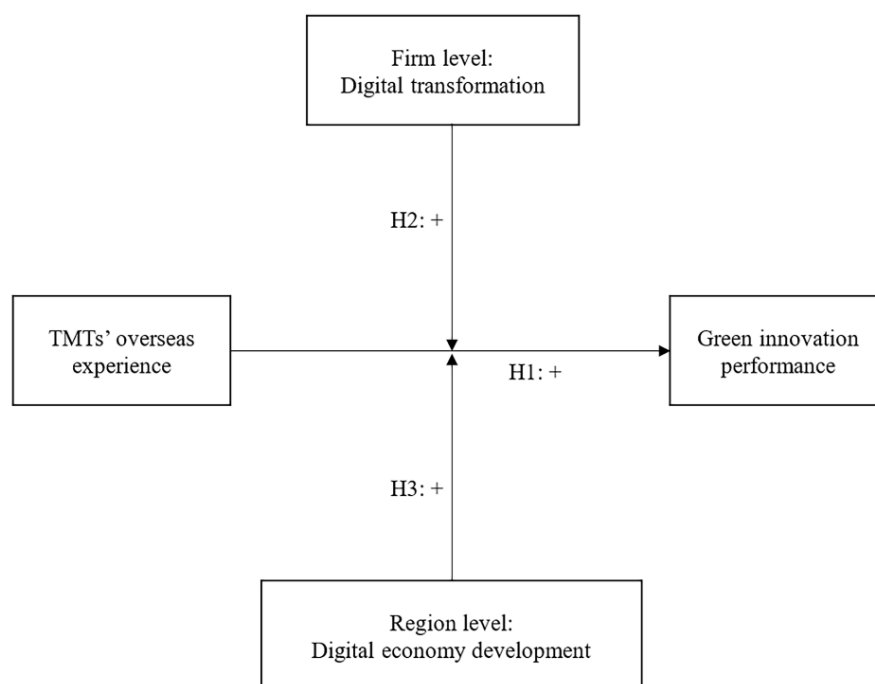 Firm level:
Digital transformation
H2: +
TMTs’ overseas
experience
Green innovation
performance
H1: +
H3: +
Region level:
Digital economy development